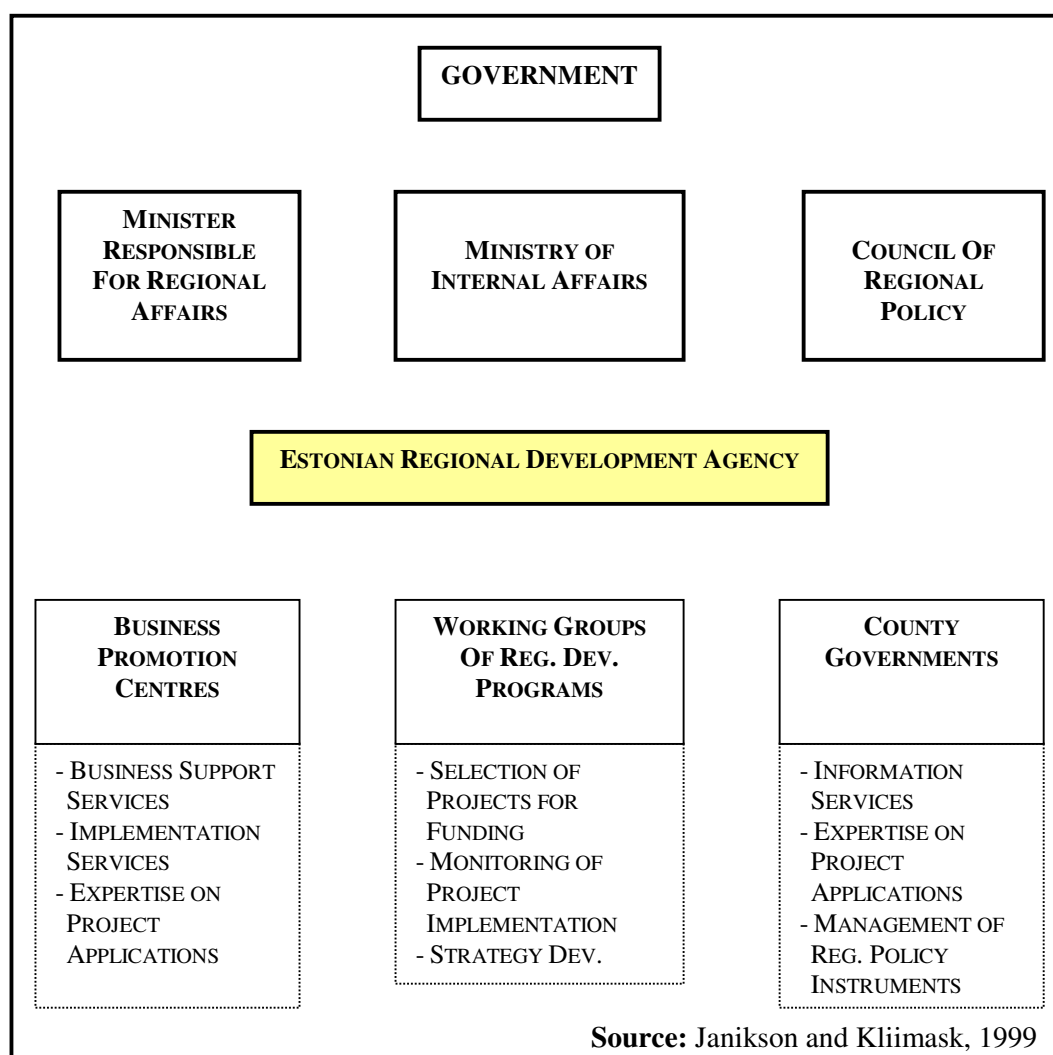 GOVERNMENT
MINISTER
RESPONSIBLE
FOR REGIONAL
AFFAIRS
MINISTRY OF
INTERNAL AFFAIRS
COUNCIL OF
REGIONAL
POLICY
ESTONIAN REGIONAL DEVELOPMENT AGENCY
BUSINESS
PROMOTION
CENTRES
- BUSINESS SUPPORT
SERVICES
- IMPLEMENTATION
SERVICES
- EXPERTISE ON
PROJECT
APPLICATIONS
WORKING GROUPS
OF REG. DEV.
PROGRAMS
- SELECTION OF
PROJECTS FOR
FUNDING
- MONITORING OF
PROJECT
IMPLEMENTATION
- STRATEGY DEV.
COUNTY
GOVERNMENTS
- INFORMATION
SERVICES
- EXPERTISE ON
PROJECT
APPLICATIONS
- MANAGEMENT OF
REG. POLICY
INSTRUMENTS
Source: Janikson and Kliimask, 1999